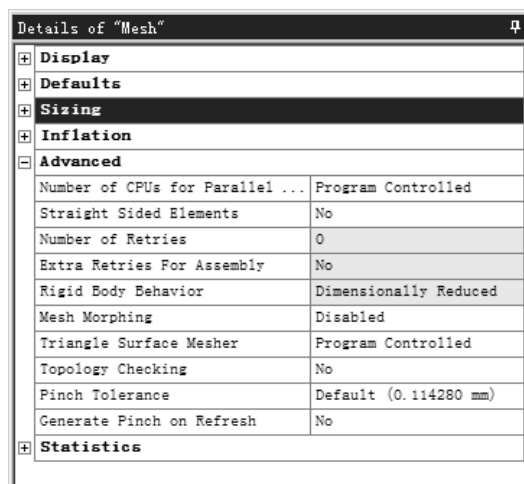 Details of "Mesh"
Display
Defaults
Sizing
Inflation
Advanced
Number of CPUs for Parallel ... Program Controlled
Straight Sided Elements No
Number of Retries 0
Extra Retries For Assembly No
Rigid Body Behavior Dimensionally Reduced
Mesh Morphing Disabled
Triangle Surface Mesher Program Controlled
Topology Checking No
Pinch Tolerance Default (0.114280 mm)
Generate Pinch on Refresh No
Statistics